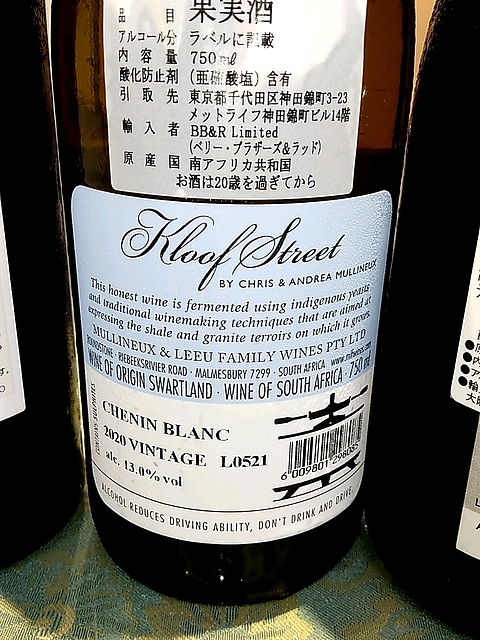 品目 果実酒
アルコール分 ラベルに記載
内容量 750㎖
酸化防止剤 (亜硫酸塩) 含有
引取先 東京都千代田区神田錦町3-23
メットライフ神田錦町ビル14階
輸入者 BB&R Limited
(ベリー・ブラザーズ&ラッド)
原産国 南アフリカ共和国
お酒は20歳を過ぎてから
Kloof Street
BY CHRIS & ANDREA MULLINEUX
This honest wine is fermented using indigenous yeasts
and traditional winemaking techniques that are aimed at
expressing the shale and granite terroirs on which it grows.
MULLINEUX & LEEU FAMILY WINES PTY LTD
ROUNDSTONE · RIEBEEKSRIVIER ROAD · MALMESBURY 7299 · SOUTH AFRICA www.mlfwines.com
WINE OF ORIGIN SWARTLAND · WINE OF SOUTH AFRICA · 750 ml
CONTAINS SULPHITES
CHENIN BLANC
2020 VINTAGE L0521
alc. 13.0% vol
6 009801 298085
ALCOHOL REDUCES DRIVING ABILITY, DON'T DRINK AND DRIVE.